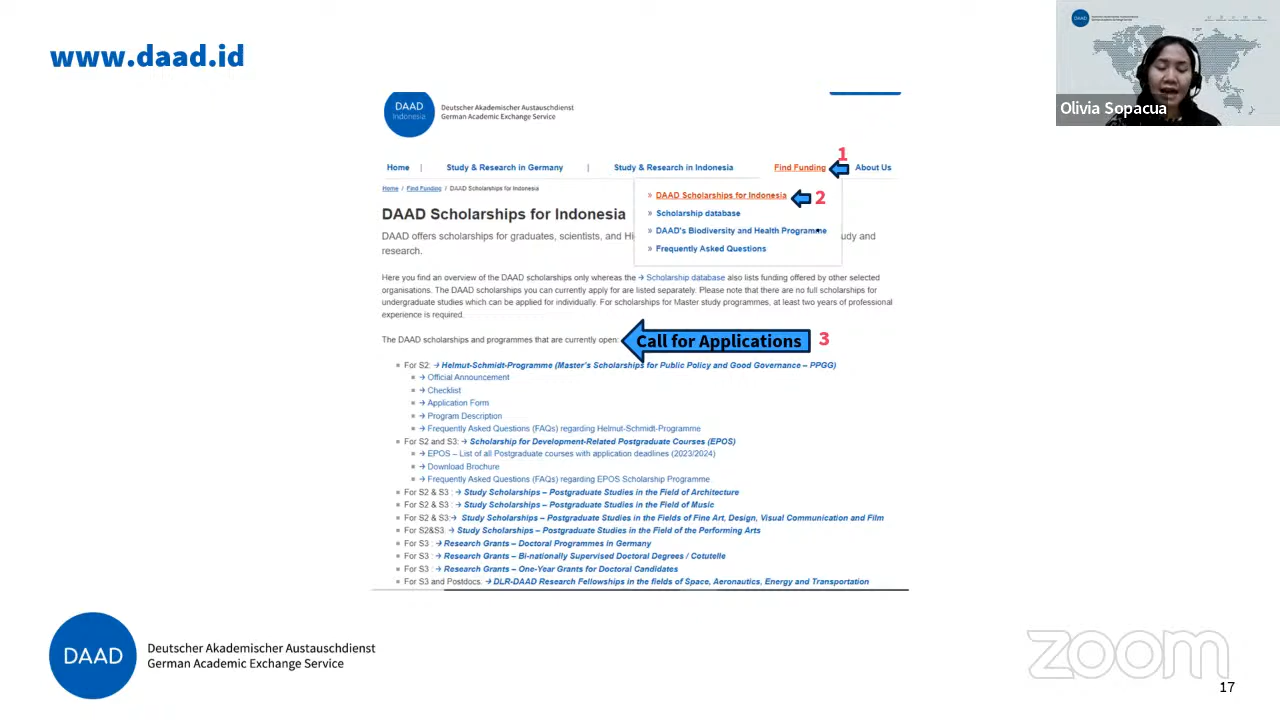 www.daad.id
Olivia Sopacua
DAAD
Indonesia
Deutscher Akademischer Austauschdienst
German Academic Exchange Service
1
Home | Study & Research in Germany | Study & Research in Indonesia Find Funding About Us
Home / Find Funding / DAAD Scholarships for Indonesia
» DAAD Scholarships for Indonesia 2
» Scholarship database
» DAAD's Biodiversity and Health Programme
» Frequently Asked Questions
DAAD Scholarships for Indonesia
DAAD offers scholarships for graduates, scientists, and Hi udy and
research.
Here you find an overview of the DAAD scholarships only whereas the → Scholarship database also lists funding offered by other selected
organisations. The DAAD scholarships you can currently apply for are listed separately. Please note that there are no full scholarships for
undergraduate studies which can be applied for individually. For scholarships for Master study programmes, at least two years of professional
experience is required.
The DAAD scholarships and programmes that are currently open:
Call for Applications 3
For S2: → Helmut-Schmidt-Programme (Master's Scholarships for Public Policy and Good Governance – PPGG)
→ Official Announcement
→ Checklist
→ Application Form
→ Program Description
→ Frequently Asked Questions (FAQs) regarding Helmut-Schmidt-Programme
For S2 and S3: → Scholarship for Development-Related Postgraduate Courses (EPOS)
→ EPOS – List of all Postgraduate courses with application deadlines (2023/2024)
→ Download Brochure
→ Frequently Asked Questions (FAQs) regarding EPOS Scholarship Programme
For S2 & S3 : → Study Scholarships – Postgraduate Studies in the Field of Architecture
For S2 & S3 : → Study Scholarships – Postgraduate Studies in the Field of Music
For S2 & S3:→ Study Scholarships – Postgraduate Studies in the Fields of Fine Art, Design, Visual Communication and Film
For S2&S3. → Study Scholarships – Postgraduate Studies in the Field of the Performing Arts
For S3 : → Research Grants – Doctoral Programmes in Germany
For S3 : → Research Grants – Bi-nationally Supervised Doctoral Degrees / Cotutelle
For S3 : → Research Grants – One-Year Grants for Doctoral Candidates
For S3 and Postdocs. → DLR-DAAD Research Fellowships in the fields of Space, Aeronautics, Energy and Transportation
DAAD
Deutscher Akademischer Austauschdienst
German Academic Exchange Service
zoom
17